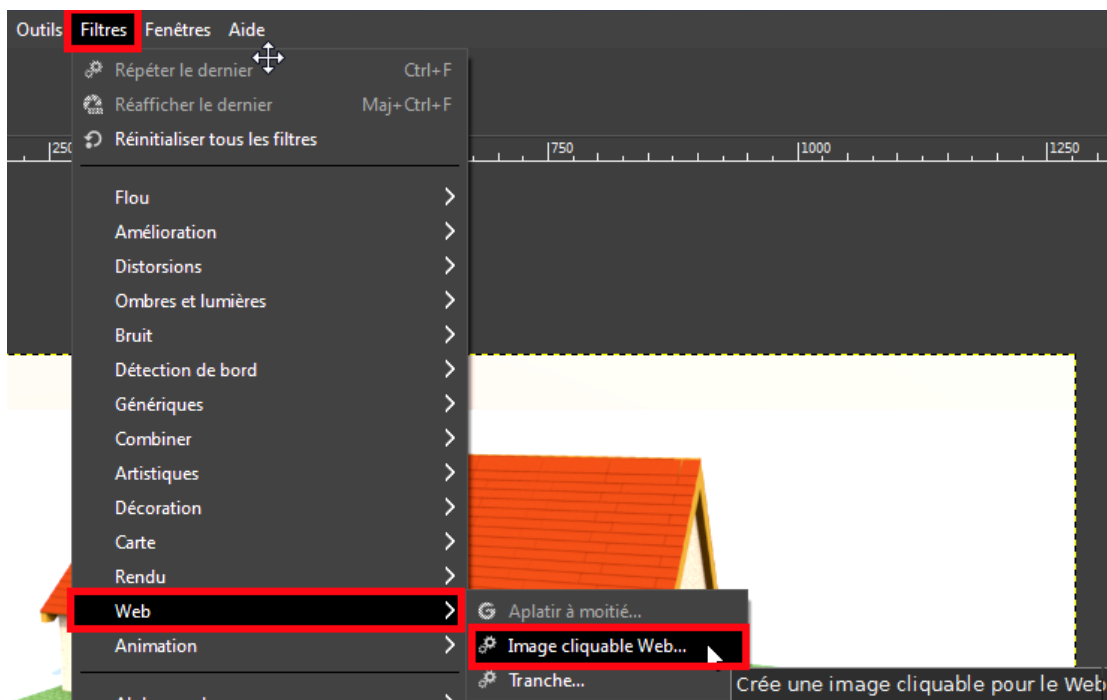 Outils Filtres Fenêtres Aide
Répéter le dernier Ctrl+F
Réafficher le dernier Maj+Ctrl+F
Réinitialiser tous les filtres
250 750 1000 1250
Flou
Amélioration
Distorsions
Ombres et lumières
Bruit
Détection de bord
Génériques
Combiner
Artistiques
Décoration
Carte
Rendu
Web
Aplatir à moitié...
Animation
Image cliquable Web...
Tranche...
Crée une image cliquable pour le Web